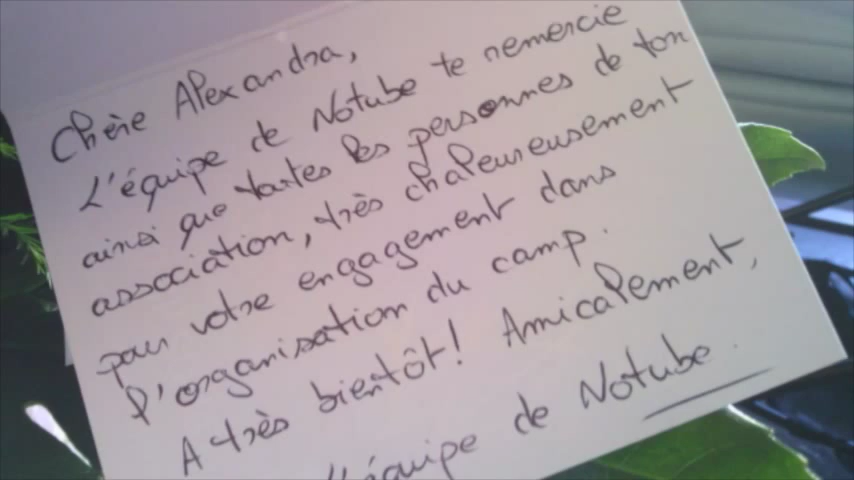 Chère Alexandra,
L'équipe de Notube te remercie
ainsi que toutes les personnes de ton
association, très chaleureusement
pour votre engagement dans
l'organisation du camp.
A très bientôt! Amicalement,
l'équipe de Notube.